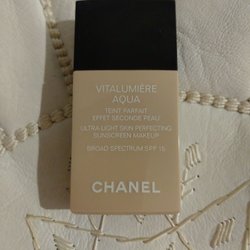 VITALUMIÈRE
AQUA
TEINT PARFAIT
EFFET SECONDE PEAU
ULTRA-LIGHT SKIN PERFECTING
SUNSCREEN MAKEUP
BROAD SPECTRUM SPF 15
CHANEL